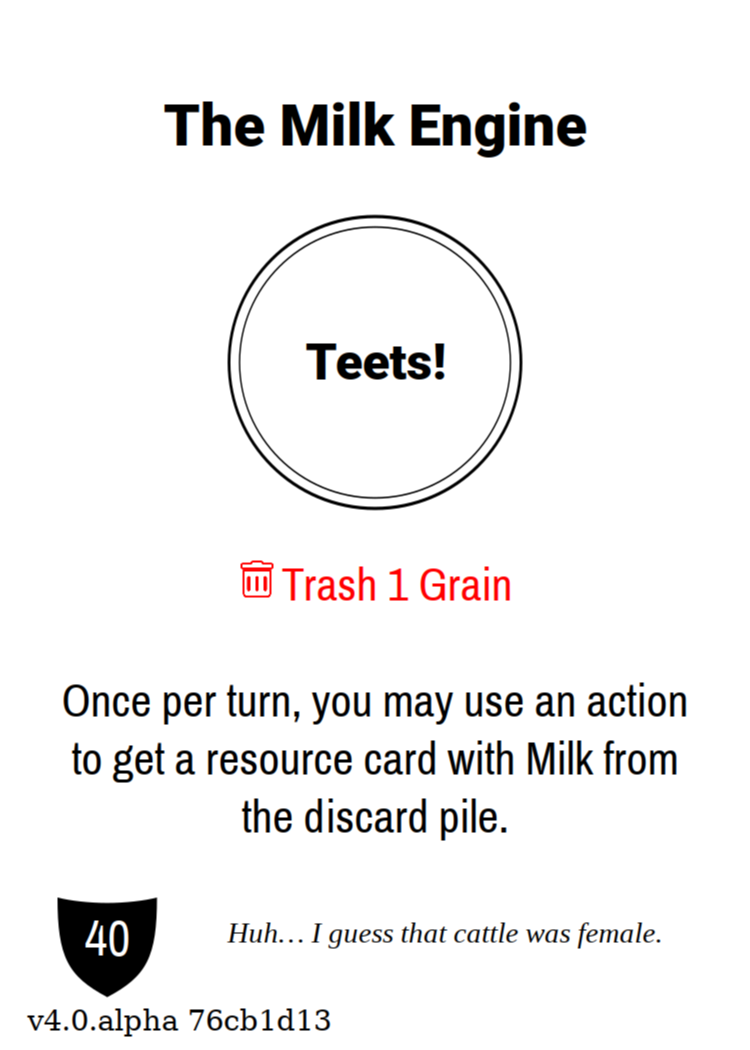 The Milk Engine
Teets!
Trash 1 Grain
Once per turn, you may use an action
to get a resource card with Milk from
the discard pile.
40
Huh… I guess that cattle was female.
v4.0.alpha 76cb1d13